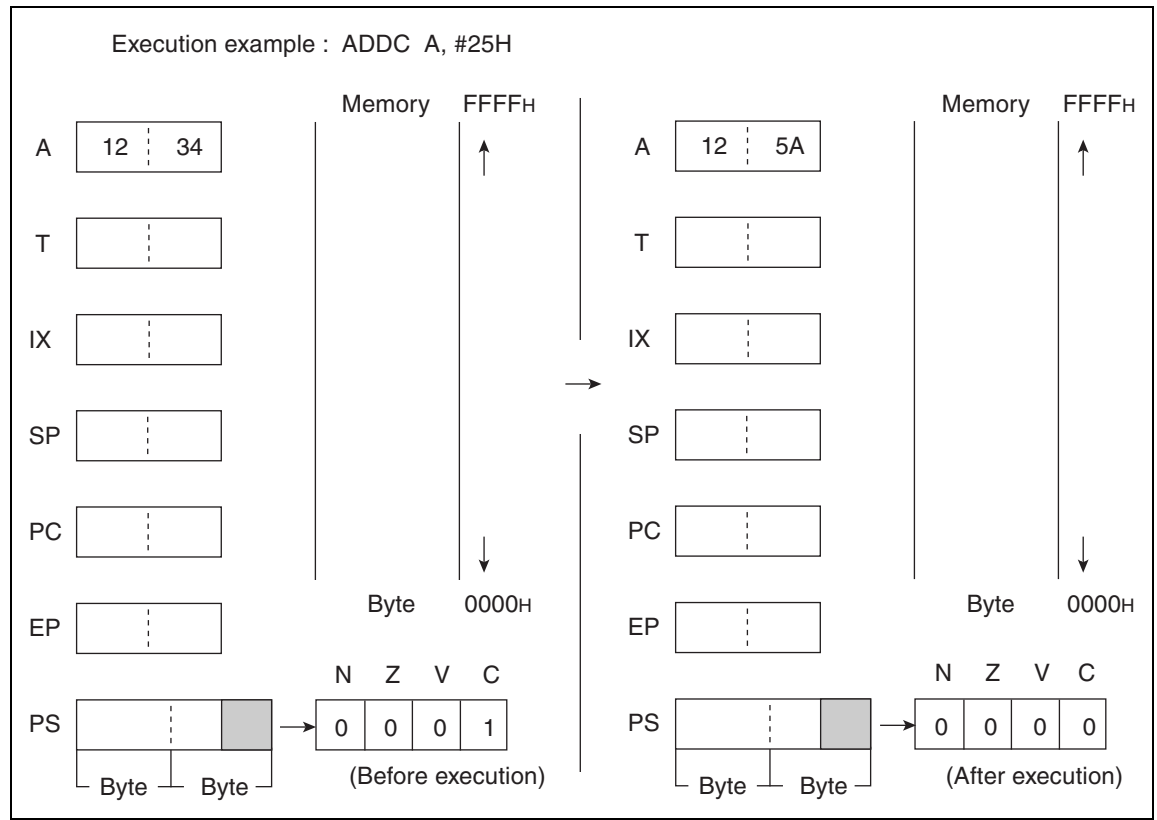 Execution example : ADDC A, #25H
Memory FFFFH
A 12 34
T
IX
SP
PC
EP
Byte 0000H
N Z V C
PS 0 0 0 1
Byte Byte
(Before execution)
Memory FFFFH
A 12 5A
T
IX
SP
PC
EP
Byte 0000H
N Z V C
PS 0 0 0 0
Byte Byte
(After execution)